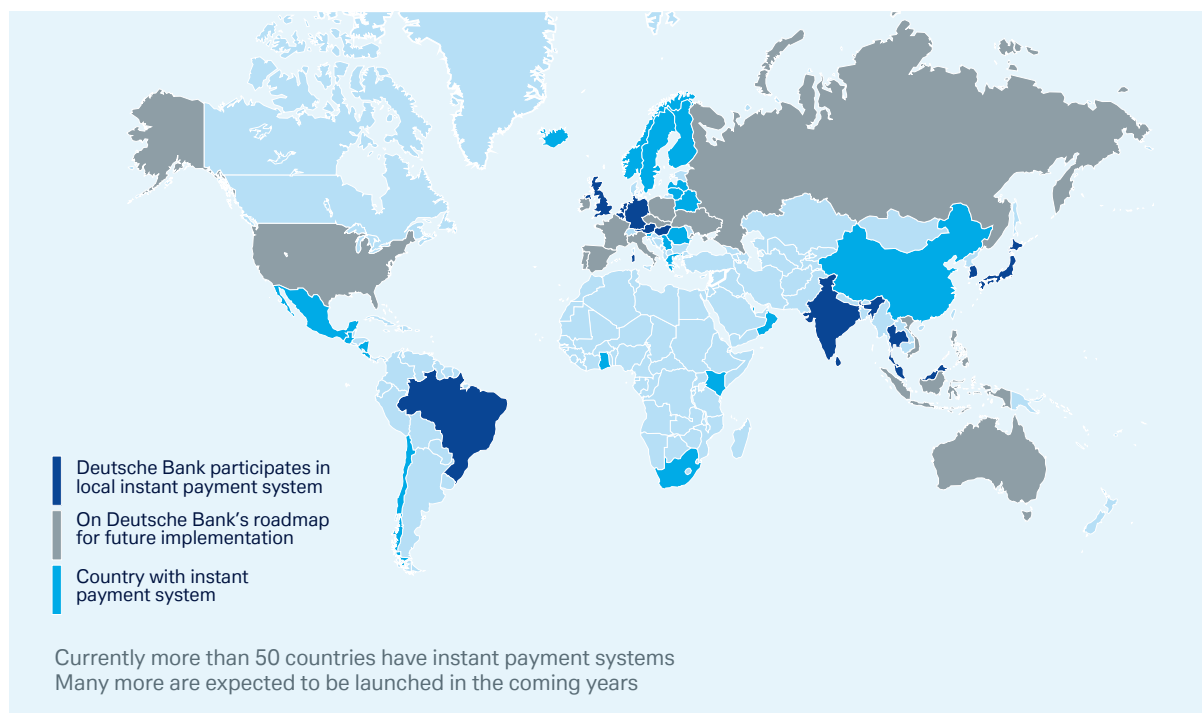 Deutsche Bank participates in
local instant payment system
On Deutsche Bank’s roadmap
for future implementation
Country with instant
payment system
Currently more than 50 countries have instant payment systems
Many more are expected to be launched in the coming years